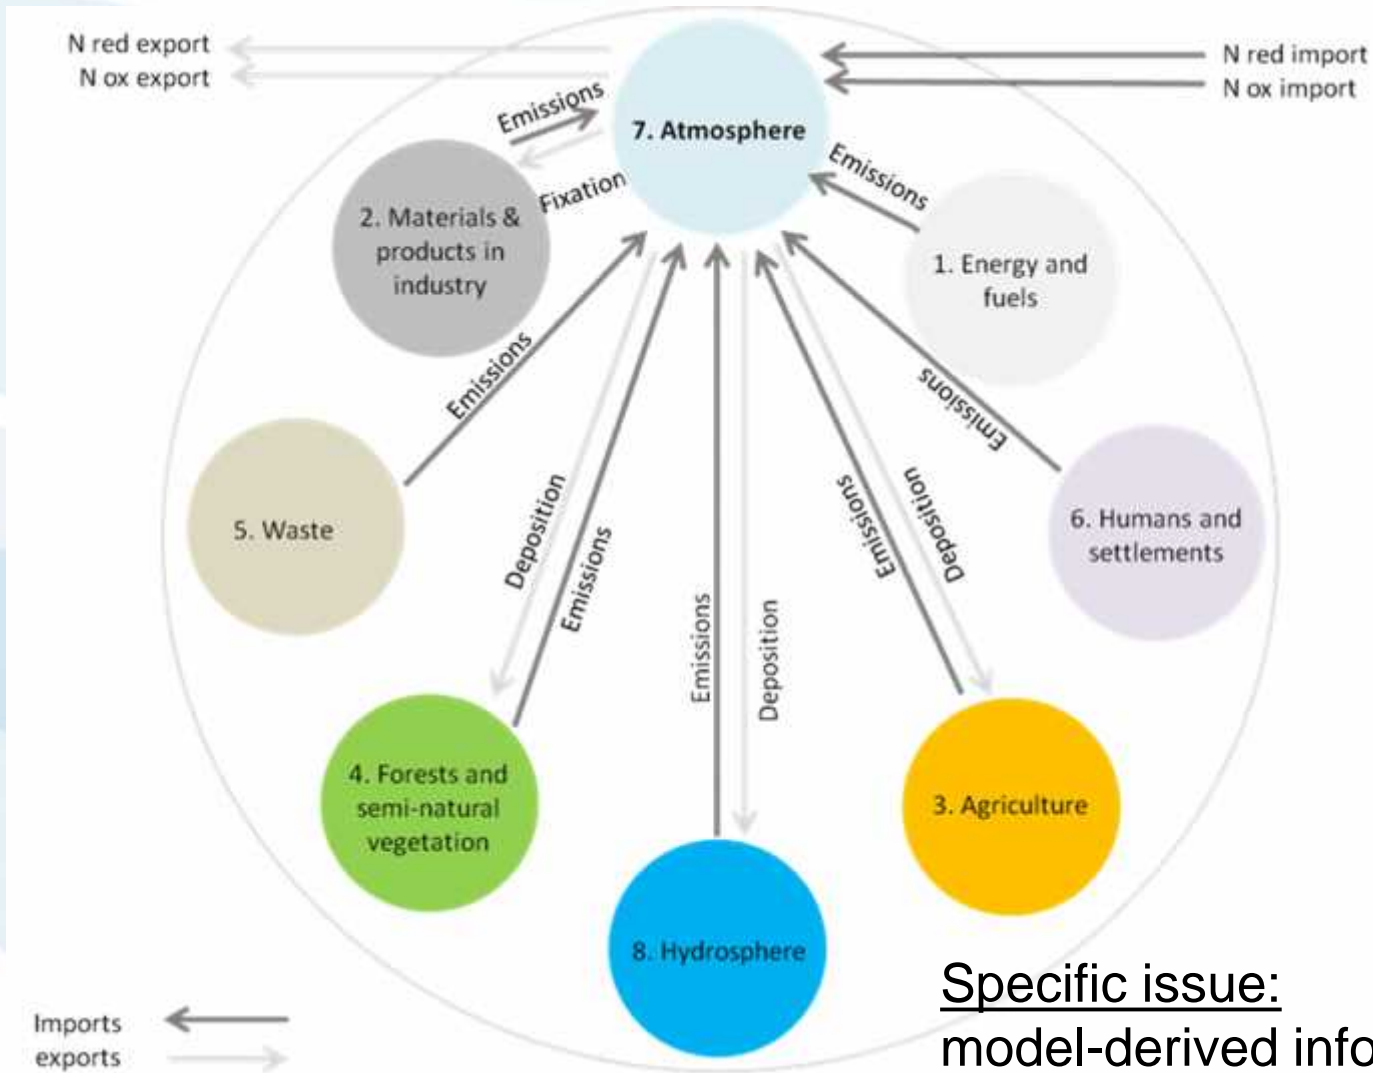 N red export
N ox export
N red import
N ox import
Emissions
7. Atmosphere
Emissions
Fixation
2. Materials &
products in
industry
1. Energy and
fuels
Emissions
Emissions
5. Waste
Deposition
Emissions
Emissions
Deposition
Emissions
Deposition
6. Humans and
settlements
4. Forests and
semi-natural
vegetation
3. Agriculture
8. Hydrosphere
Specific issue:
model-derived info
Imports
exports